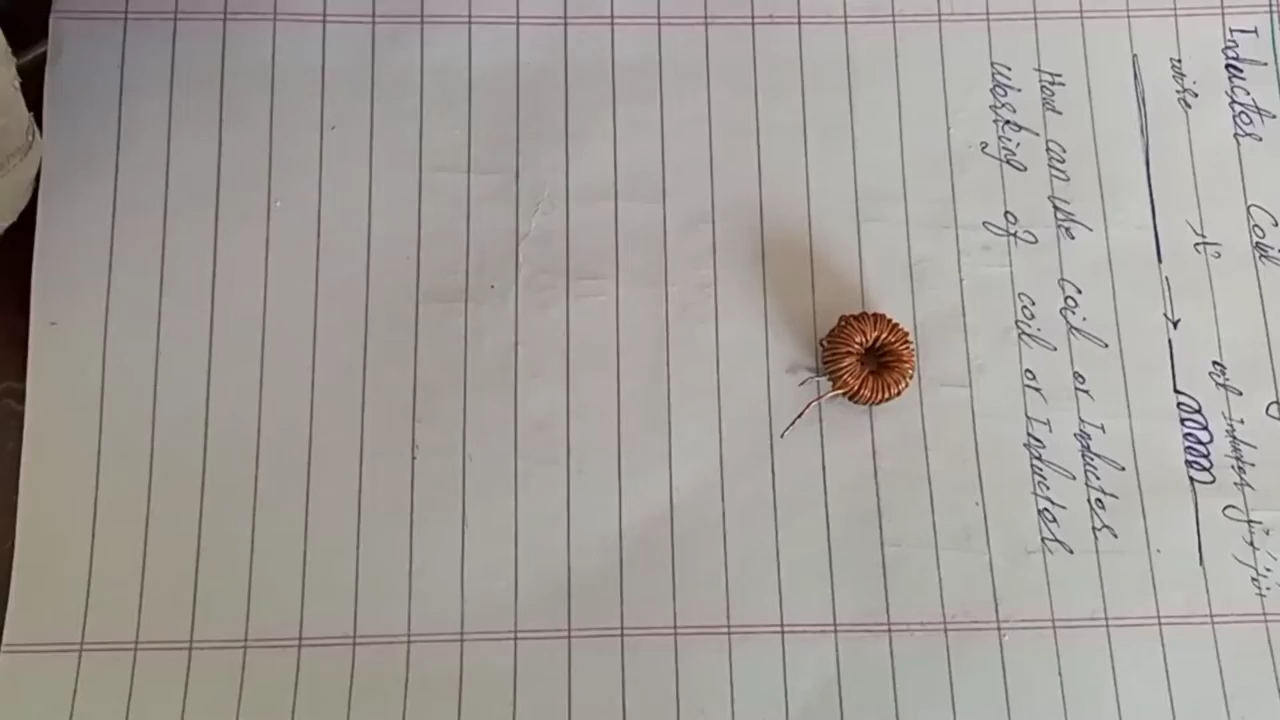 Inductor Coil
wire
How can use coil or Inductor
Working of coil or Inductor